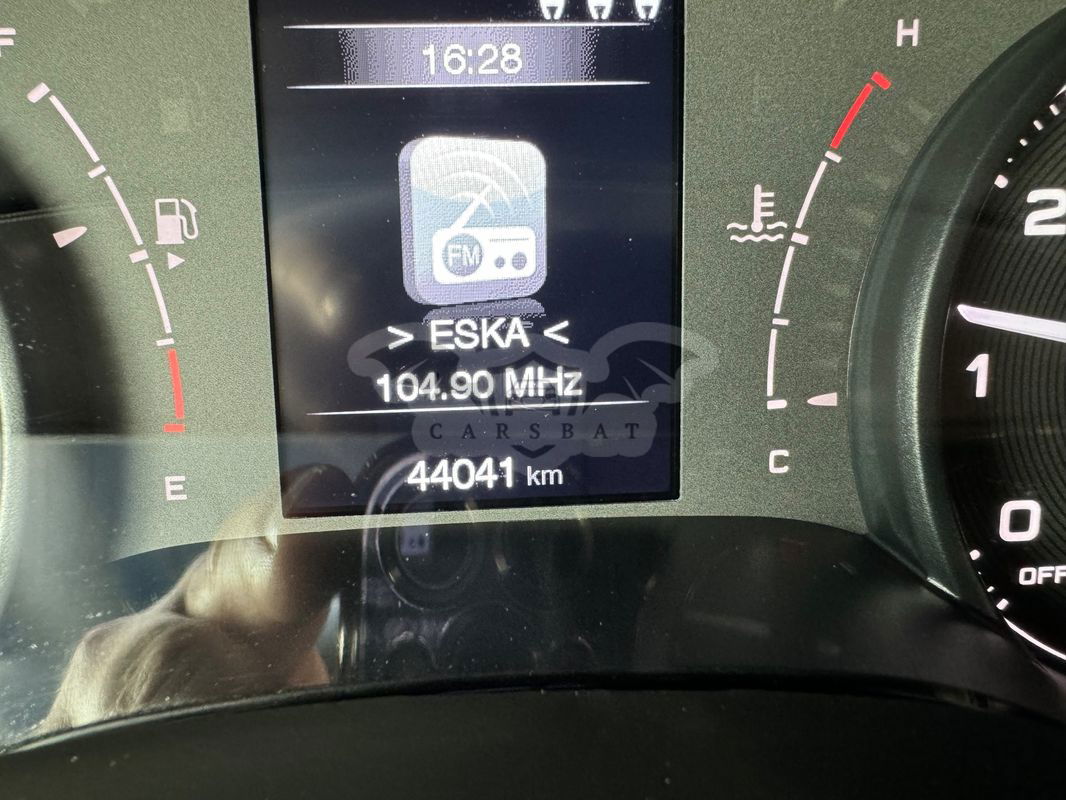 F
H
16:28
2
FM
> ESKA <
104.90 MHz
1
CARSBAT
C
44041 km
E
0
OFF